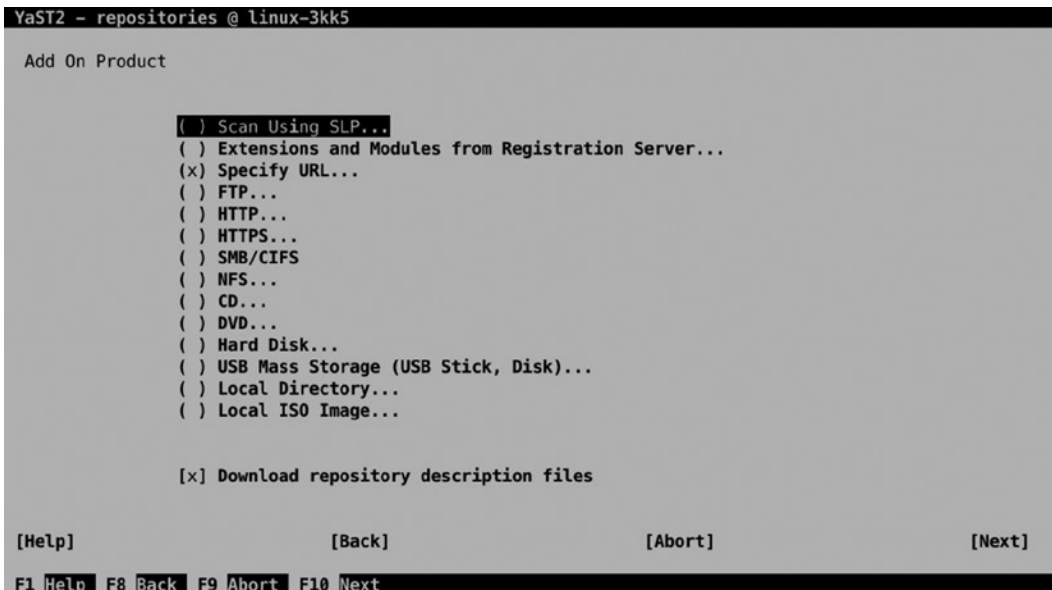 YaST2 – repositories @ linux-3kk5
Add On Product
( ) Scan Using SLP...
( ) Extensions and Modules from Registration Server...
(x) Specify URL...
( ) FTP...
( ) HTTP...
( ) HTTPS...
( ) SMB/CIFS
( ) NFS...
( ) CD...
( ) DVD...
( ) Hard Disk...
( ) USB Mass Storage (USB Stick, Disk)...
( ) Local Directory...
( ) Local ISO Image...
[x] Download repository description files
[Help] [Back] [Abort] [Next]
F1 Help F8 Back F9 Abort F10 Next